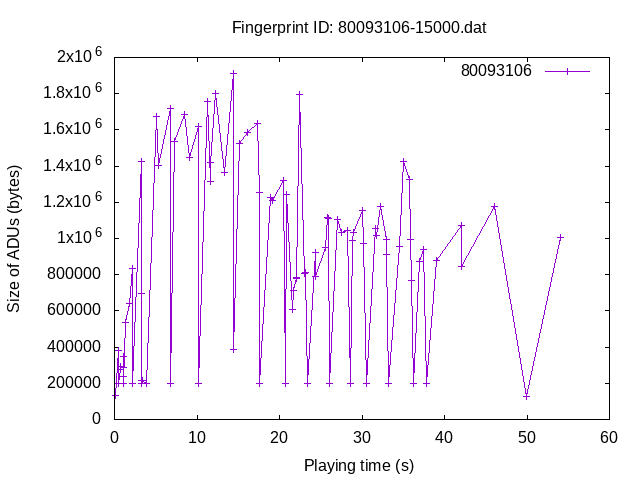 Fingerprint ID: 80093106-15000.dat
80093106
2x10^6
1.8x10^6
1.6x10^6
1.4x10^6
1.2x10^6
1x10^6
800000
600000
400000
200000
0
Size of ADUs (bytes)
0 10 20 30 40 50 60
Playing time (s)